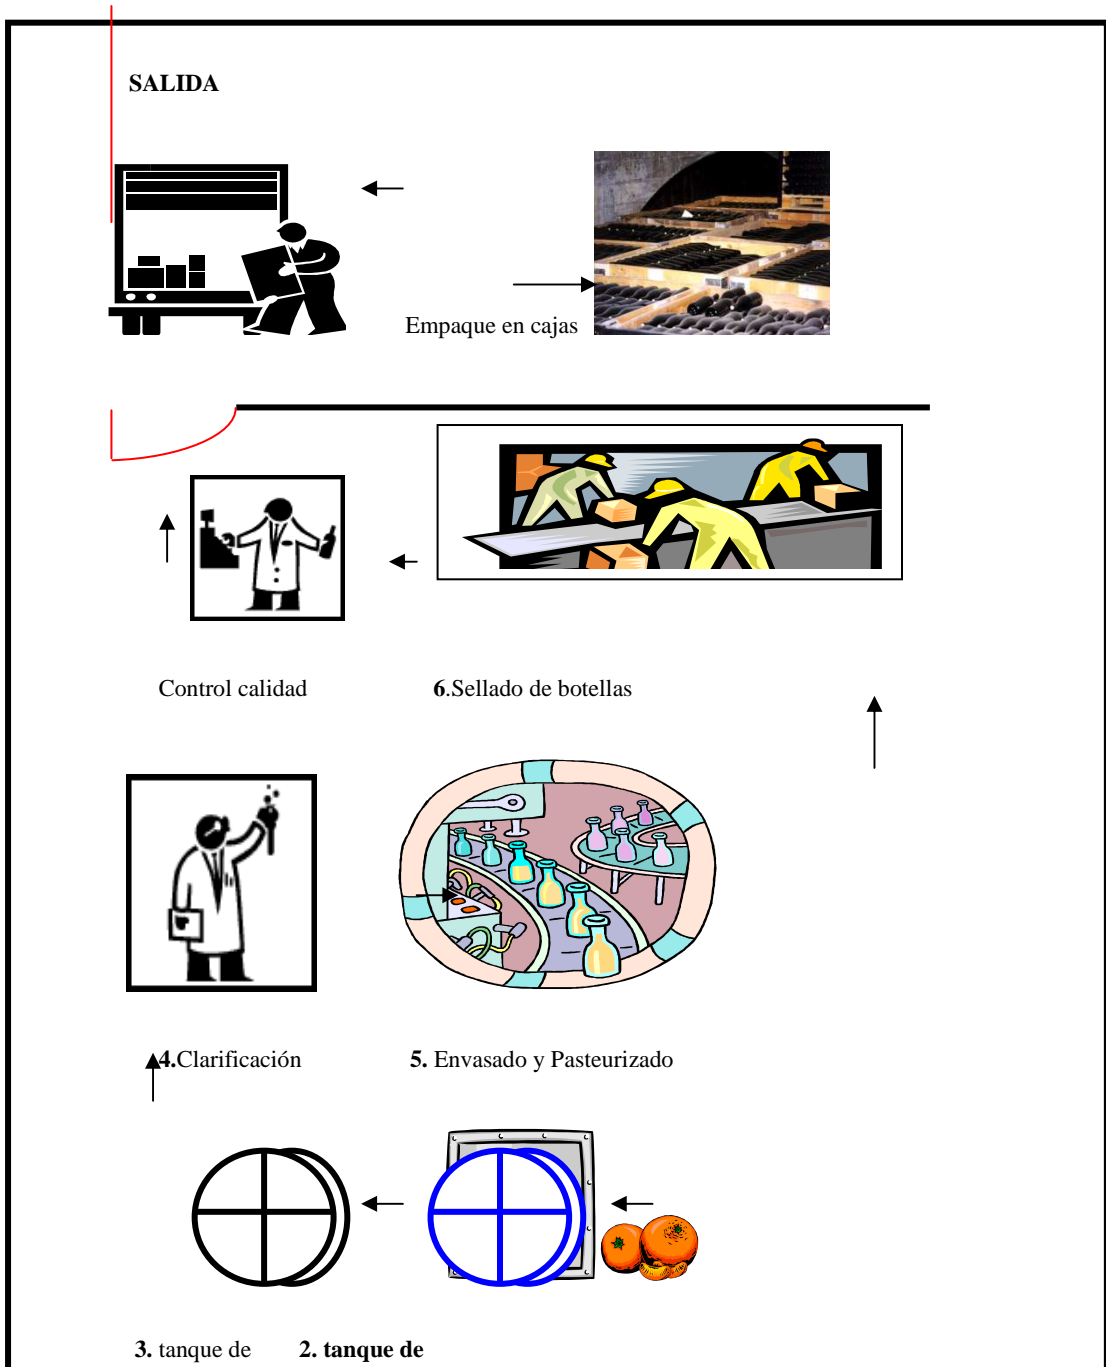 SALIDA
Empaque en cajas
Control calidad 6.Sellado de botellas
4.Clarificación 5. Envasado y Pasteurizado
3. tanque de 2. tanque de